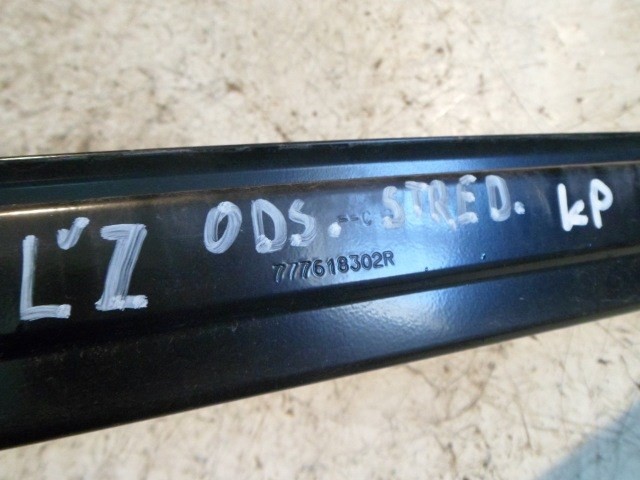 L'Z ODS. STRED. KP
==C
777618302R